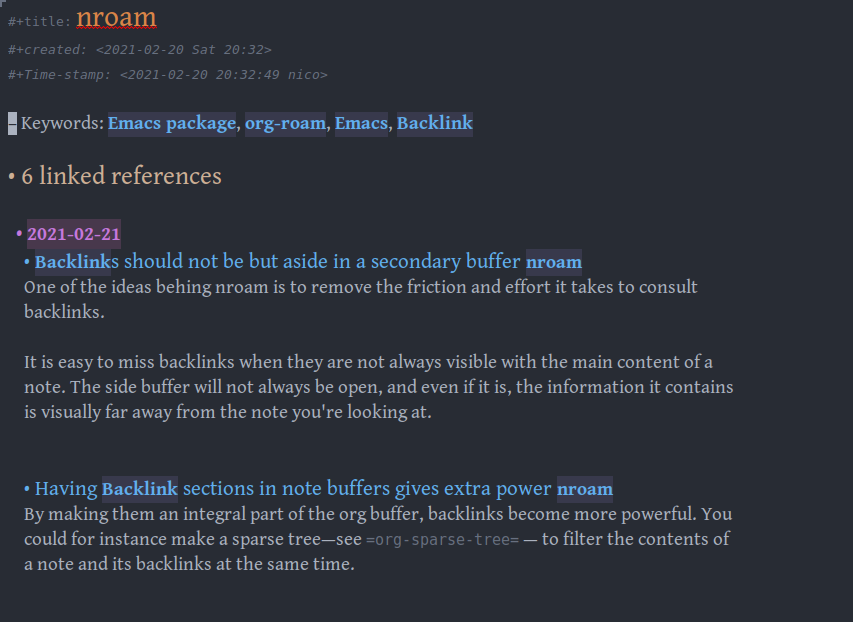 #+title: nroam
#+created: <2021-02-20 Sat 20:32>
#+Time-stamp: <2021-02-20 20:32:49 nico>
- Keywords: Emacs package, org-roam, Emacs, Backlink
• 6 linked references
• 2021-02-21
• Backlinks should not be but aside in a secondary buffer nroam
One of the ideas behing nroam is to remove the friction and effort it takes to consult
backlinks.
It is easy to miss backlinks when they are not always visible with the main content of a
note. The side buffer will not always be open, and even if it is, the information it contains
is visually far away from the note you're looking at.
• Having Backlink sections in note buffers gives extra power nroam
By making them an integral part of the org buffer, backlinks become more powerful. You
could for instance make a sparse tree—see =org-sparse-tree= — to filter the contents of
a note and its backlinks at the same time.